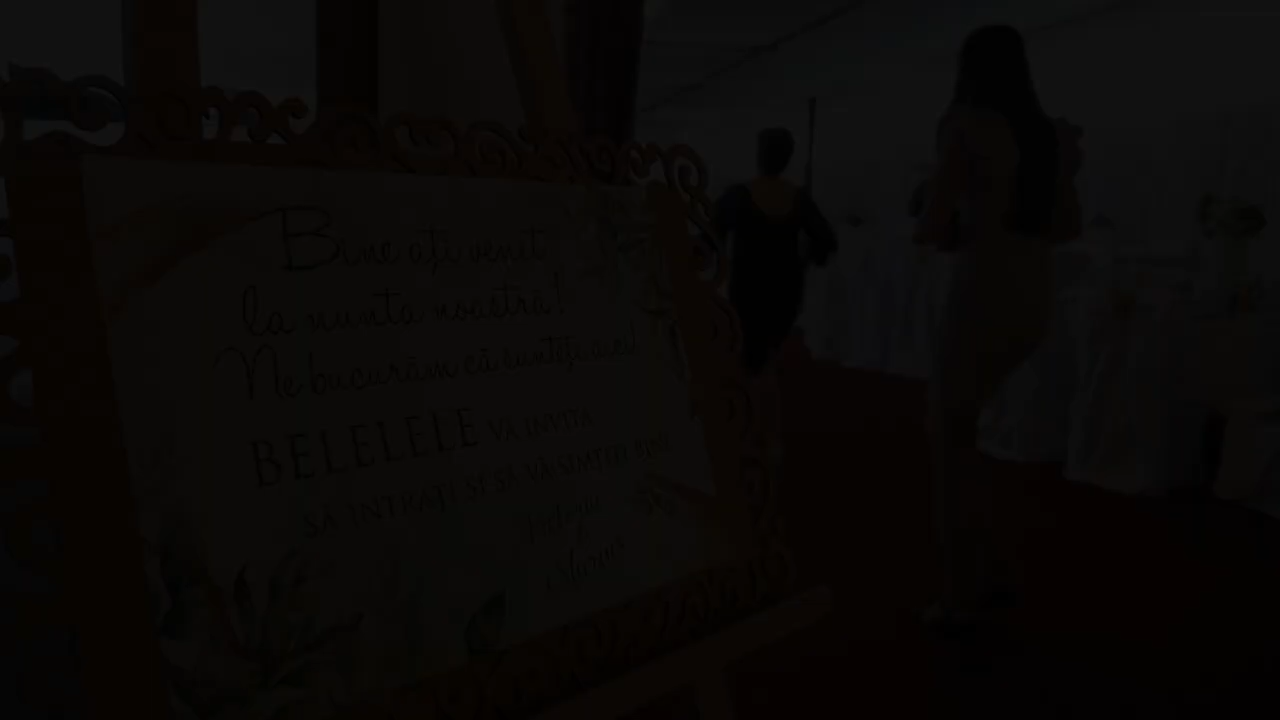 Bine ați venit
la nunta noastră!
Ne bucurăm că sunteți aici!
BELELELE VĂ INVITĂ
SĂ INTRAȚI ȘI SĂ VĂ SIMȚIȚI BINE
Marius